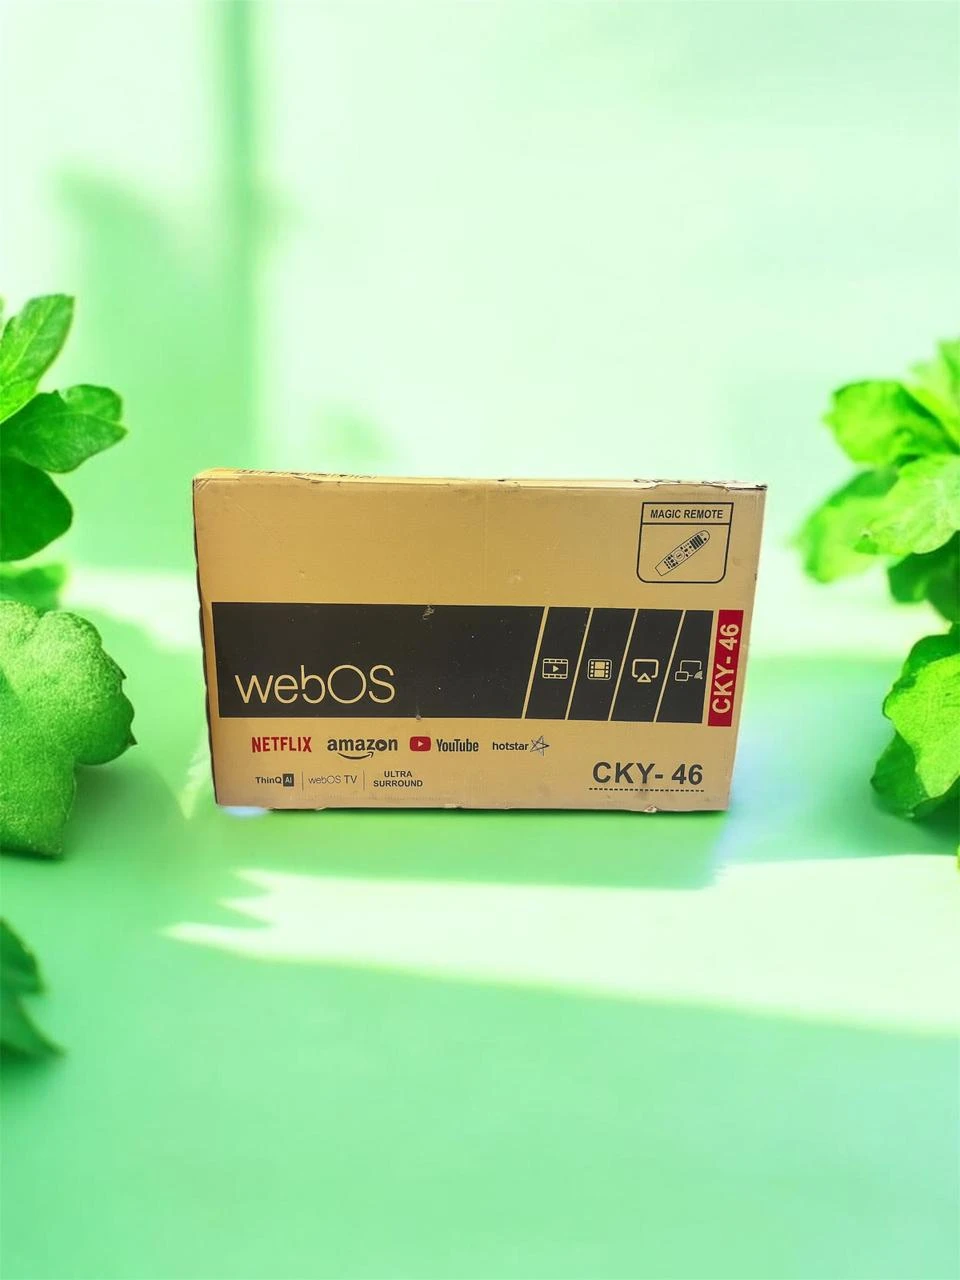 MAGIC REMOTE
webOS
CKY- 46
NETFLIX amazon YouTube hotstar
ThinQ AI webOS TV ULTRA SURROUND
CKY- 46